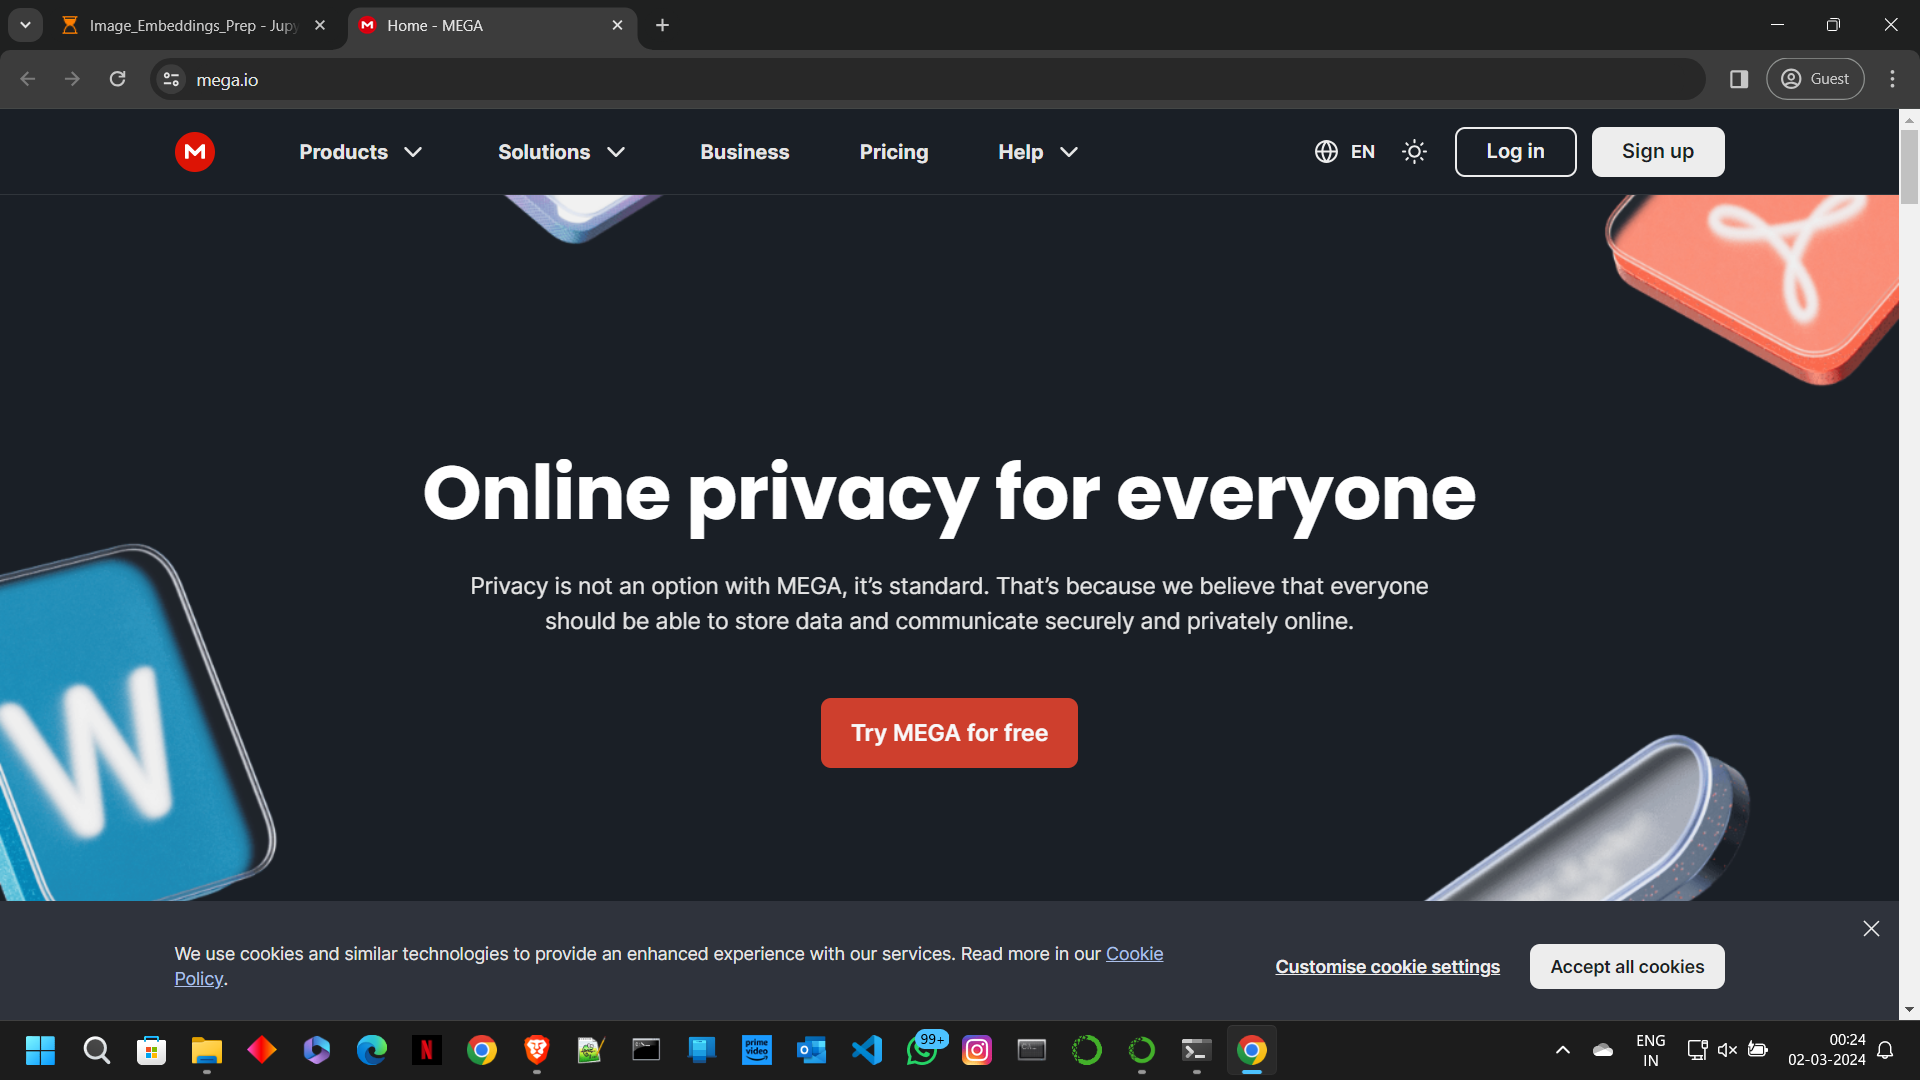 Image_Embeddings_Prep - Jupy
Home - MEGA
mega.io
Guest
M
Products
Solutions
Business
Pricing
Help
EN
Log in
Sign up
Online privacy for everyone
Privacy is not an option with MEGA, it’s standard. That’s because we believe that everyone
should be able to store data and communicate securely and privately online.
W
Try MEGA for free
We use cookies and similar technologies to provide an enhanced experience with our services. Read more in our Cookie
Policy.
Customise cookie settings
Accept all cookies
N
prime
video
99+
ENG
IN
00:24
02-03-2024